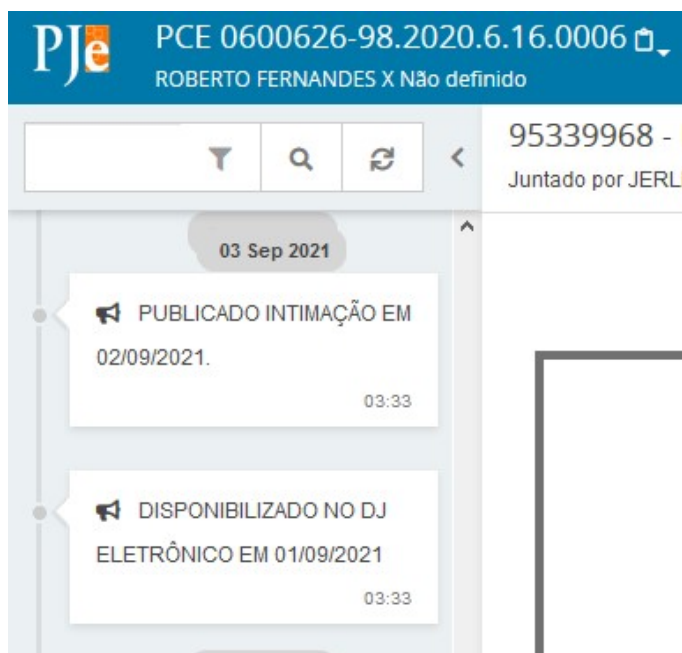 PJe
PCE 0600626-98.2020.6.16.0006
ROBERTO FERNANDES X Não definido
95339968 -
Juntado por JERL
03 Sep 2021
PUBLICADO INTIMAÇÃO EM
02/09/2021.
03:33
DISPONIBILIZADO NO DJ
ELETRÔNICO EM 01/09/2021
03:33